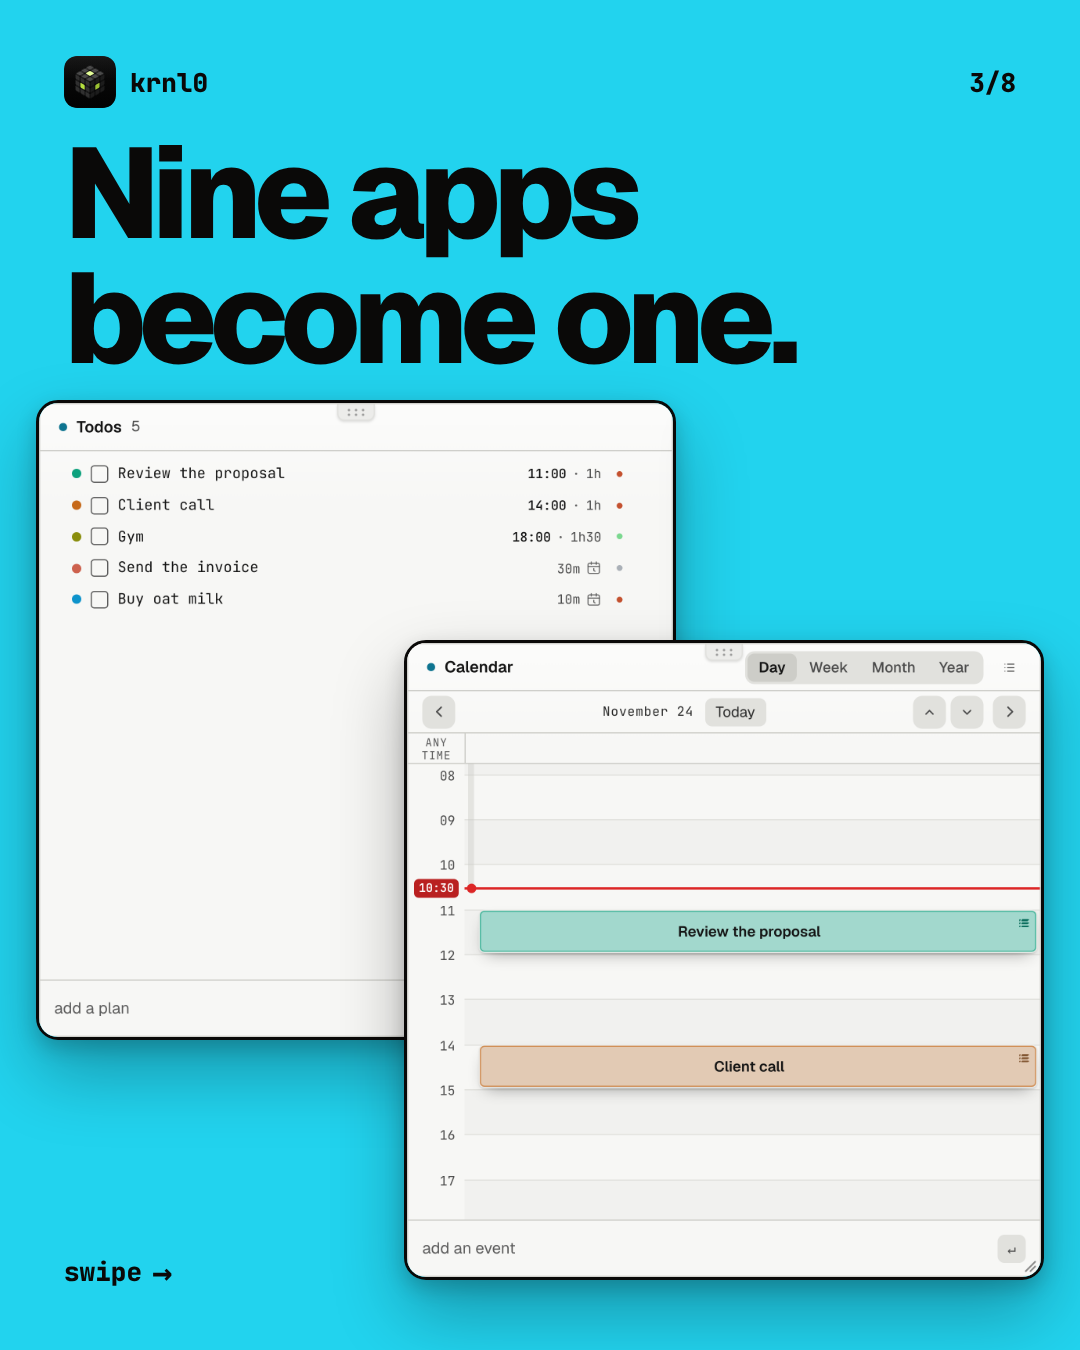 krnl0
3/8
Nine apps
become one.
Todos 5
Review the proposal 11:00 · 1h
Client call 14:00 · 1h
Gym 18:00 · 1h30
Send the invoice 30m
Buy oat milk 10m
add a plan
Calendar Day Week Month Year
November 24 Today
ANY
TIME
08
09
10
10:30
11
Review the proposal
12
13
14
Client call
15
16
17
add an event
swipe →